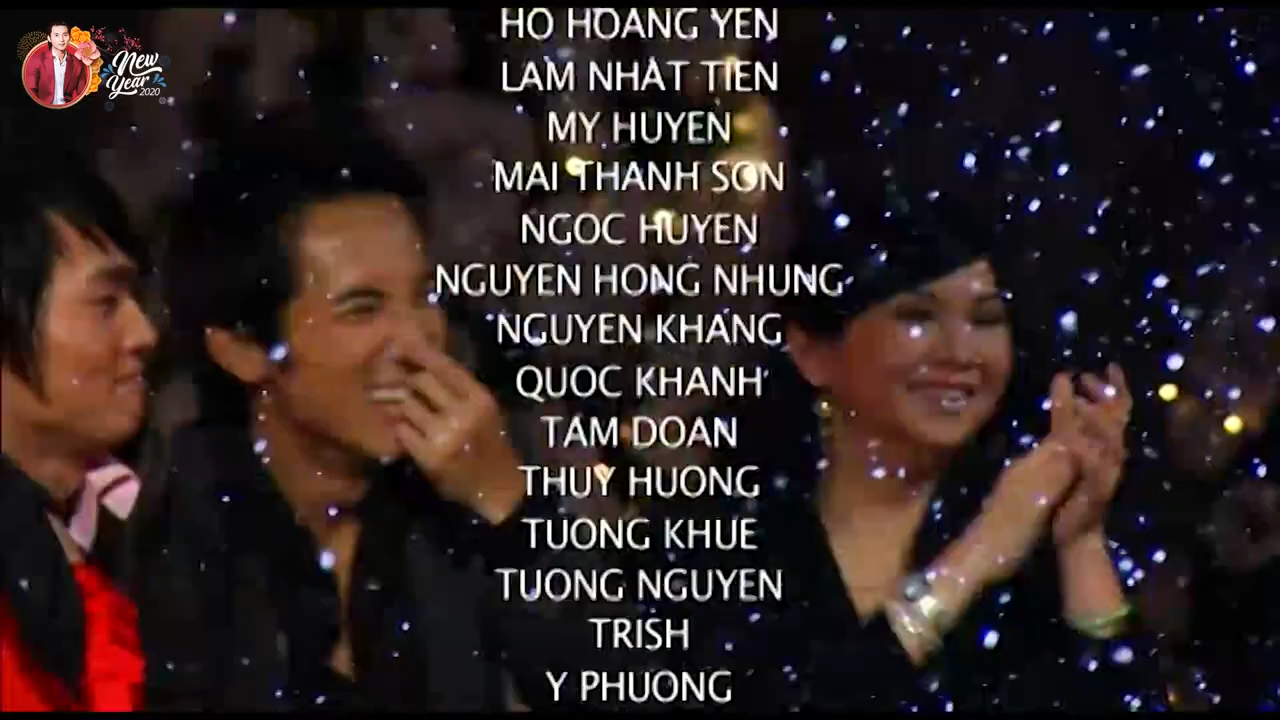 New
Year
2020
HO HOANG YEN
LAM NHAT TIEN
MY HUYEN
MAI THANH SON
NGOC HUYEN
NGUYEN HONG NHUNG
NGUYEN KHANG
QUOC KHANH
TAM DOAN
THUY HUONG
TUONG KHUE
TUONG NGUYEN
TRISH
Y PHUONG